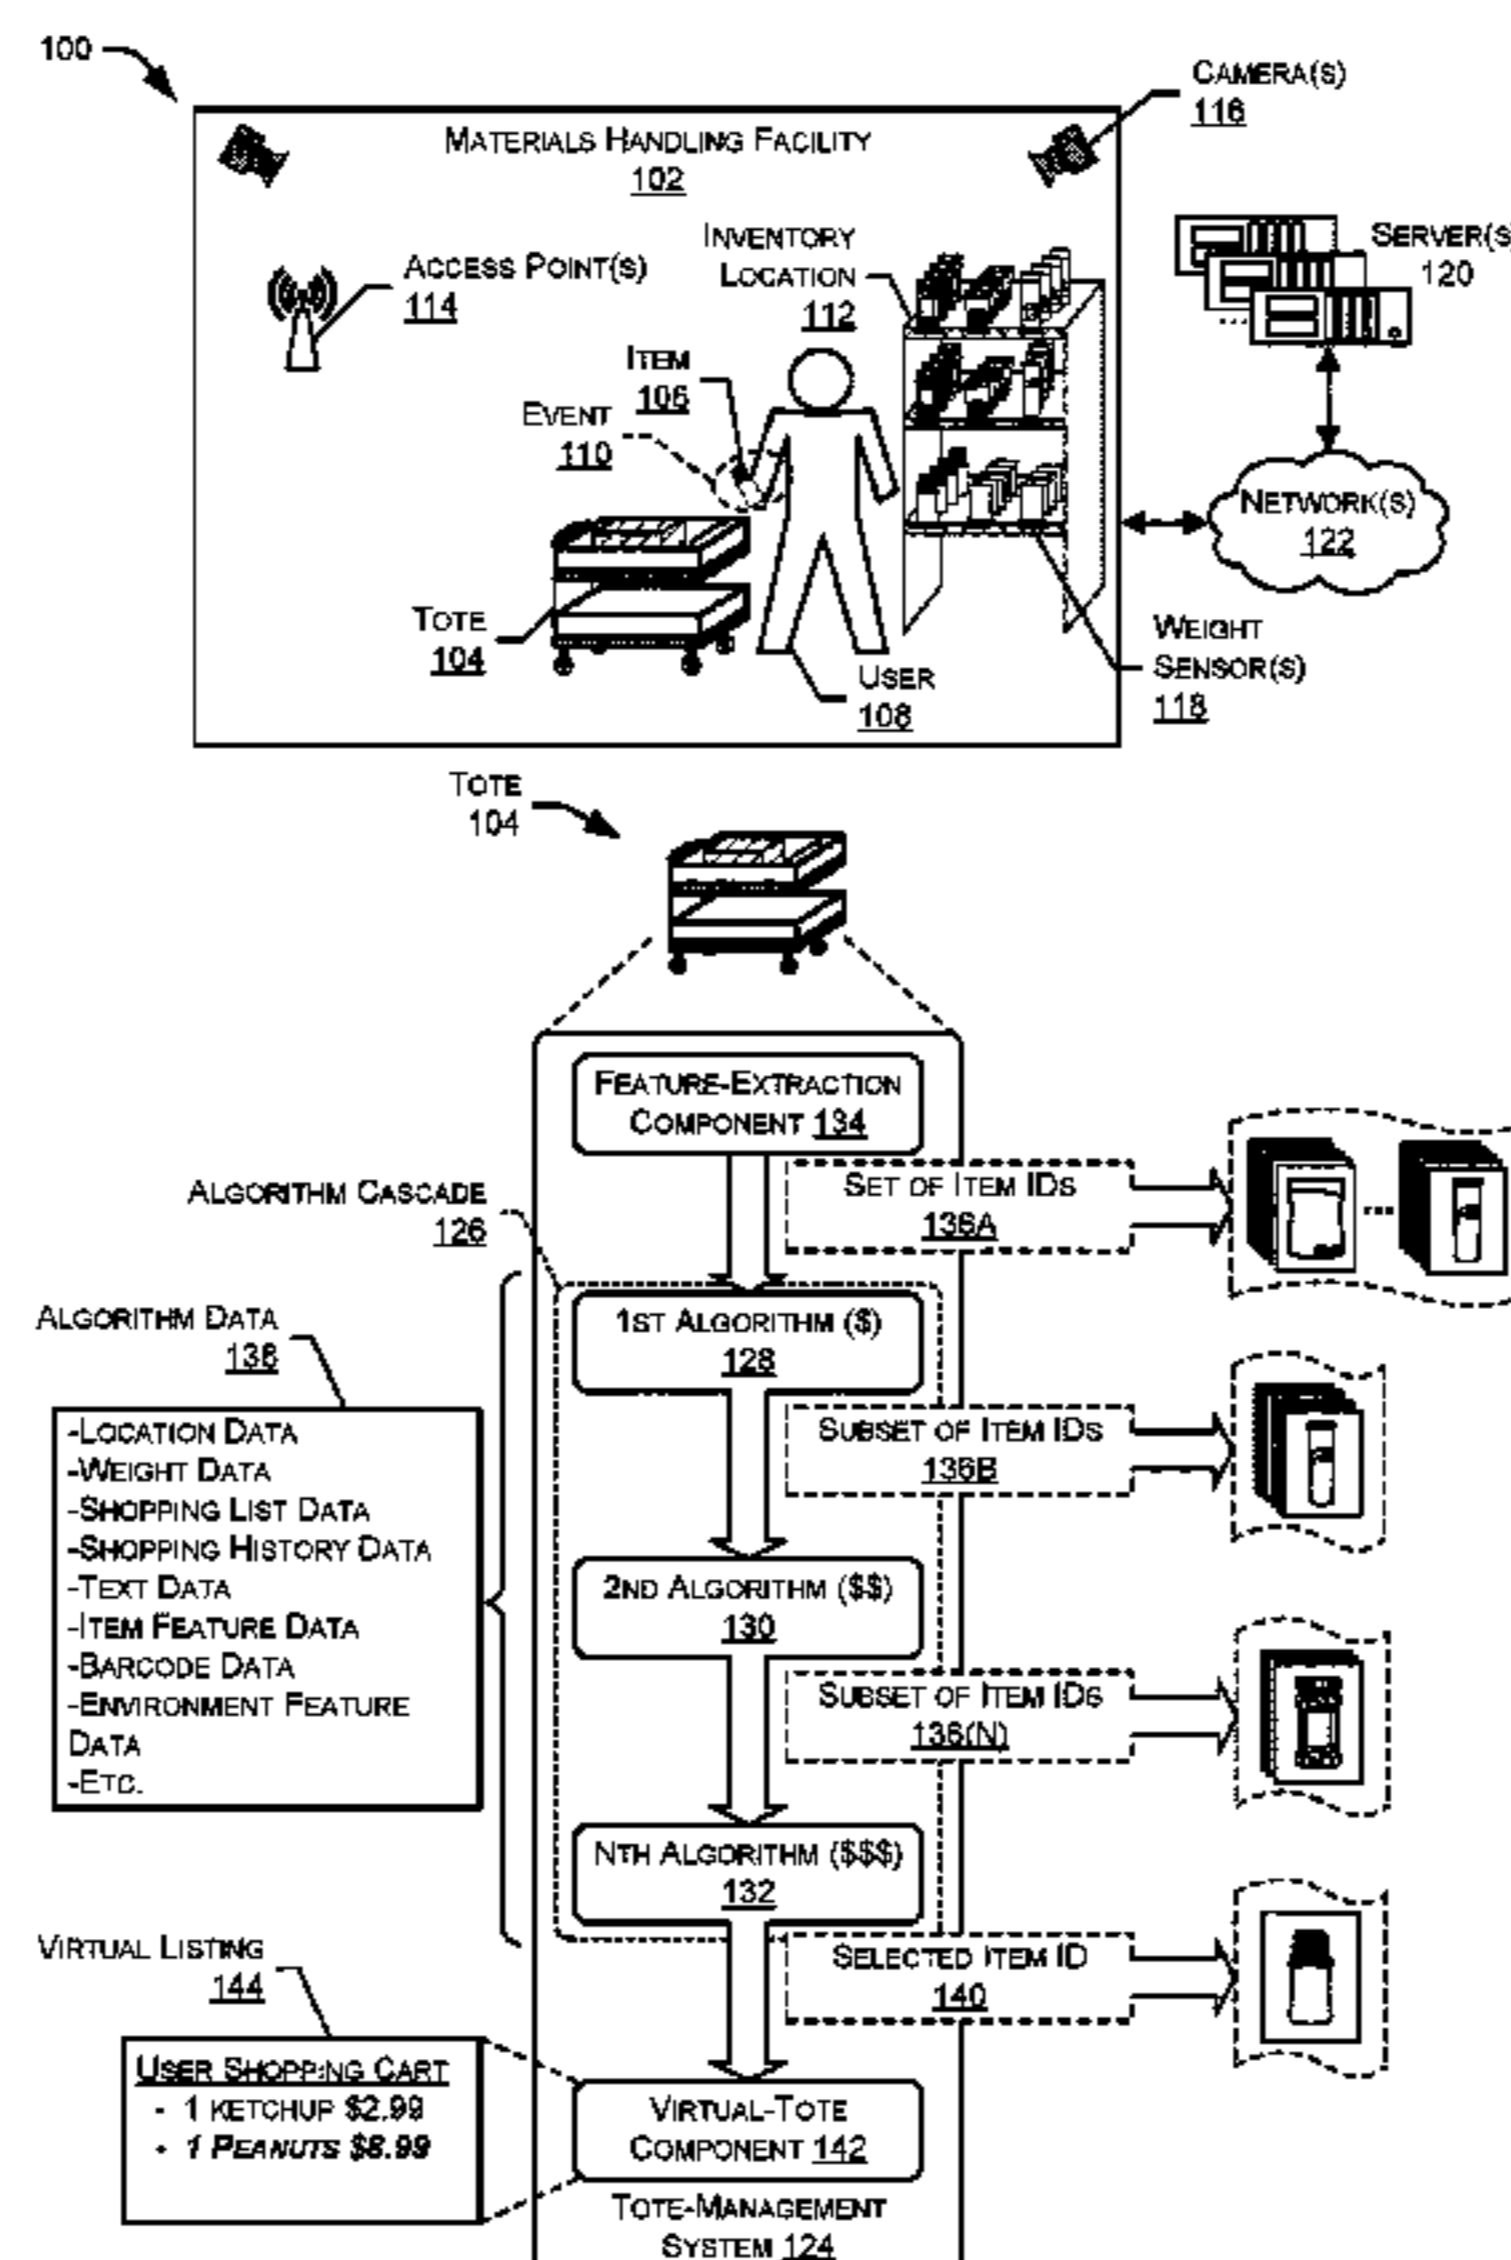 100
CAMERA(S)
116
MATERIALS HANDLING FACILITY
102
INVENTORY
LOCATION
112
SERVER(S
120
ACCESS POINT(S)
114
ITEM
106
EVENT
110
NETWORK(S)
122
TOTE
104
WEIGHT
SENSOR(S)
118
USER
108
TOTE
104
FEATURE-EXTRACTION
COMPONENT 134
SET OF ITEM IDS
136A
ALGORITHM CASCADE
126
1ST ALGORITHM ($)
128
ALGORITHM DATA
138
-LOCATION DATA
-WEIGHT DATA
-SHOPPING LIST DATA
-SHOPPING HISTORY DATA
-TEXT DATA
-ITEM FEATURE DATA
-BARCODE DATA
-ENVIRONMENT FEATURE
DATA
-ETC.
SUBSET OF ITEM IDS
136B
2ND ALGORITHM ($$)
130
SUBSET OF ITEM IDS
136(N)
NTH ALGORITHM ($$$)
132
SELECTED ITEM ID
140
VIRTUAL LISTING
144
USER SHOPPING CART
- 1 KETCHUP $2.99
• 1 PEANUTS $8.99
VIRTUAL-TOTE
COMPONENT 142
TOTE-MANAGEMENT
SYSTEM 124